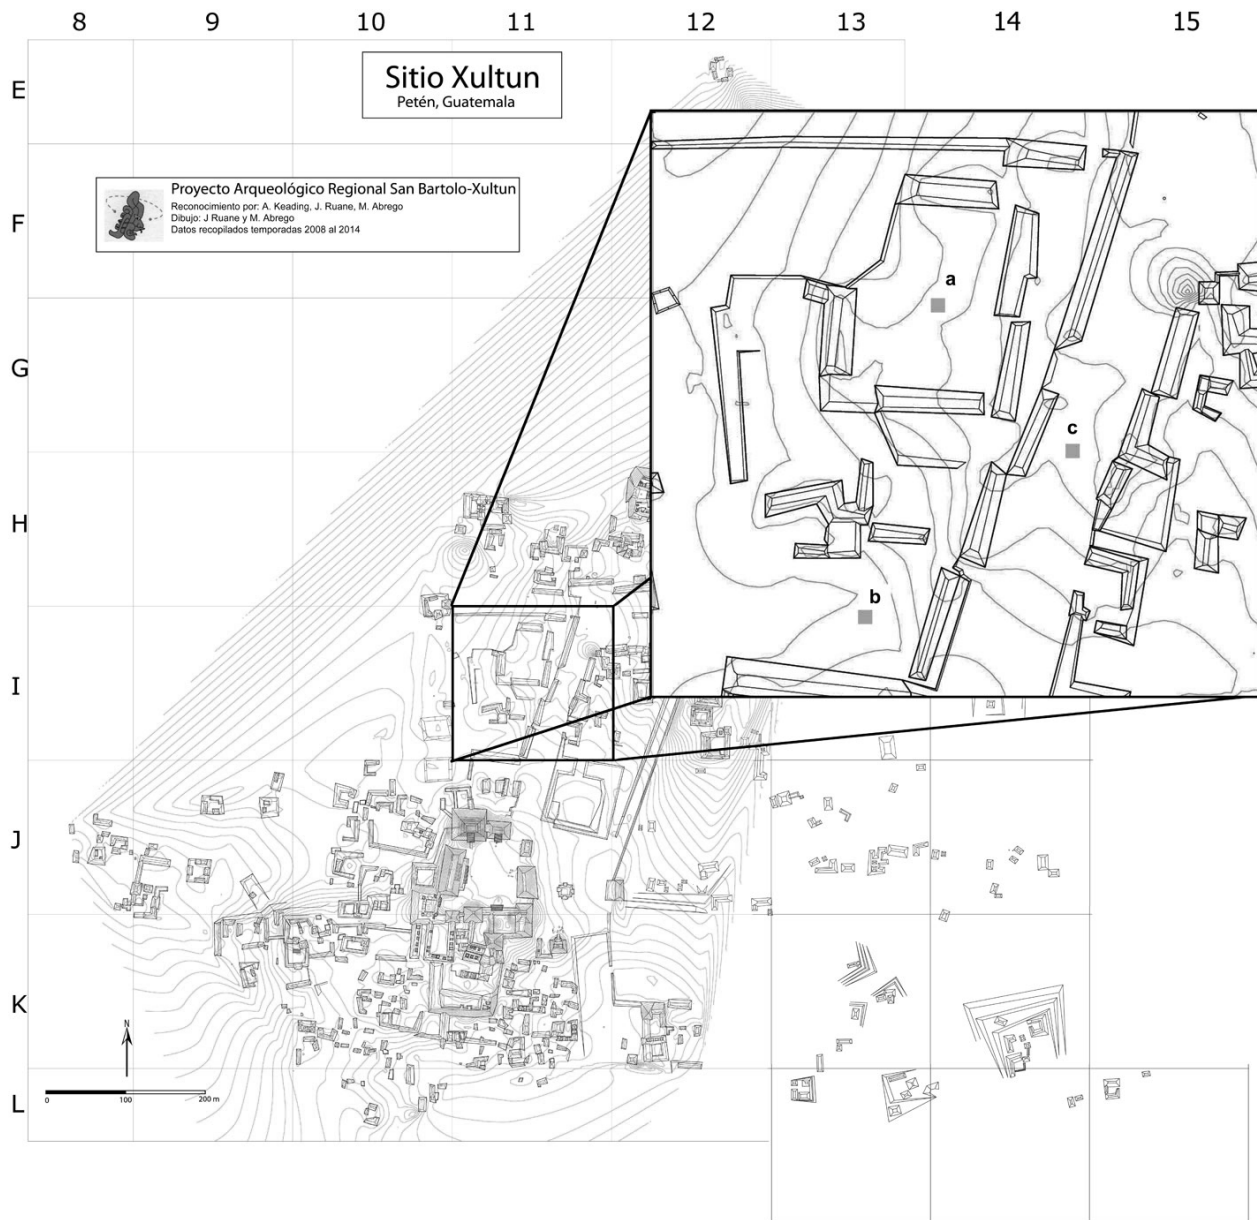 8 9 10 11 12 13 14 15
E
F
G
H
I
J
K
L
Sitio Xultun
Petén, Guatemala
Proyecto Arqueológico Regional San Bartolo-Xultun
Reconocimiento por: A. Keading, J. Ruane, M. Abrego
Dibujo: J Ruane y M. Abrego
Datos recopilados temporadas 2008 al 2014
a
c
b
N
0 100 200 m